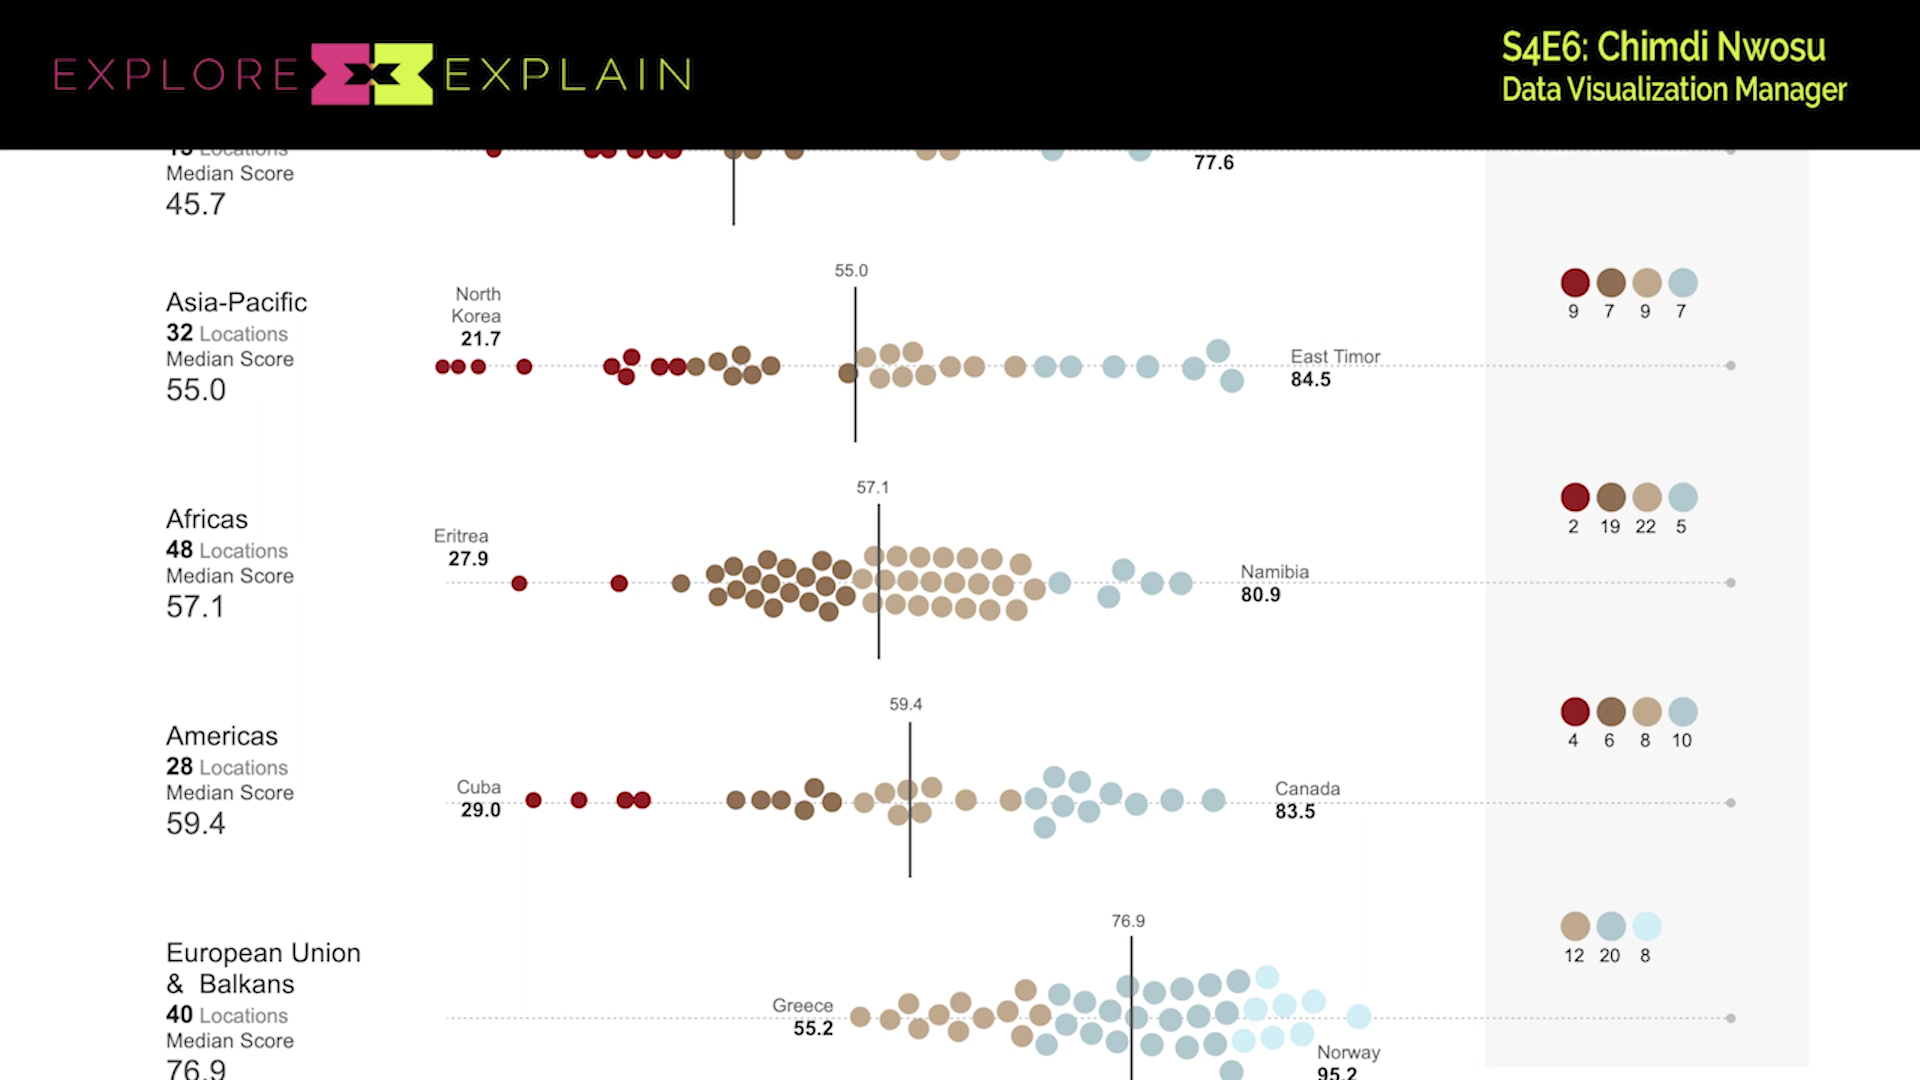 EXPLORE EXPLAIN
S4E6: Chimdi Nwosu
Data Visualization Manager
Locations
Median Score
45.7
77.6
55.0
Asia-Pacific
32 Locations
Median Score
55.0
North
Korea
21.7
East Timor
84.5
9 7 9 7
57.1
Africas
48 Locations
Median Score
57.1
Eritrea
27.9
Namibia
80.9
2 19 22 5
59.4
Americas
28 Locations
Median Score
59.4
Cuba
29.0
Canada
83.5
4 6 8 10
76.9
European Union
& Balkans
40 Locations
Median Score
76.9
Greece
55.2
Norway
95.2
12 20 8